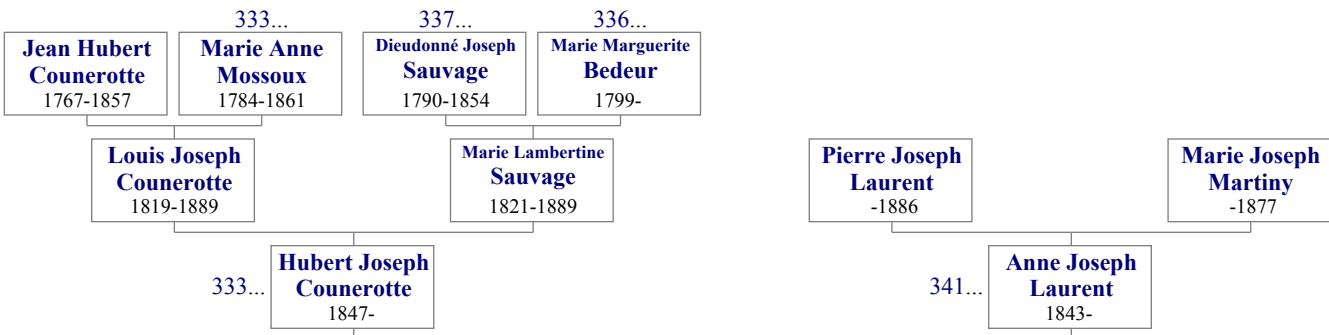 333...
337...
336...
Jean Hubert
Counerotte
1767-1857
Marie Anne
Mossoux
1784-1861
Dieudonné Joseph
Sauvage
1790-1854
Marie Marguerite
Bedeur
1799-
Louis Joseph
Counerotte
1819-1889
Marie Lambertine
Sauvage
1821-1889
Pierre Joseph
Laurent
-1886
Marie Joseph
Martiny
-1877
333...
Hubert Joseph
Counerotte
1847-
341...
Anne Joseph
Laurent
1843-